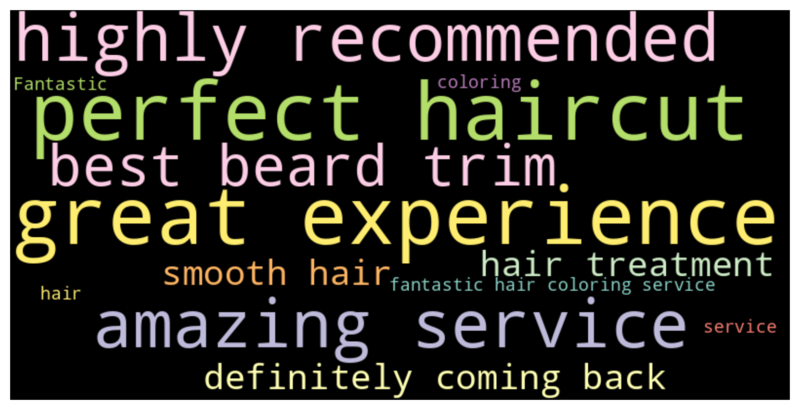 highly recommended
Fantastic
coloring
perfect haircut
best beard trim
great experience
hair treatment
smooth hair
fantastic hair coloring service
hair
amazing service
service
definitely coming back